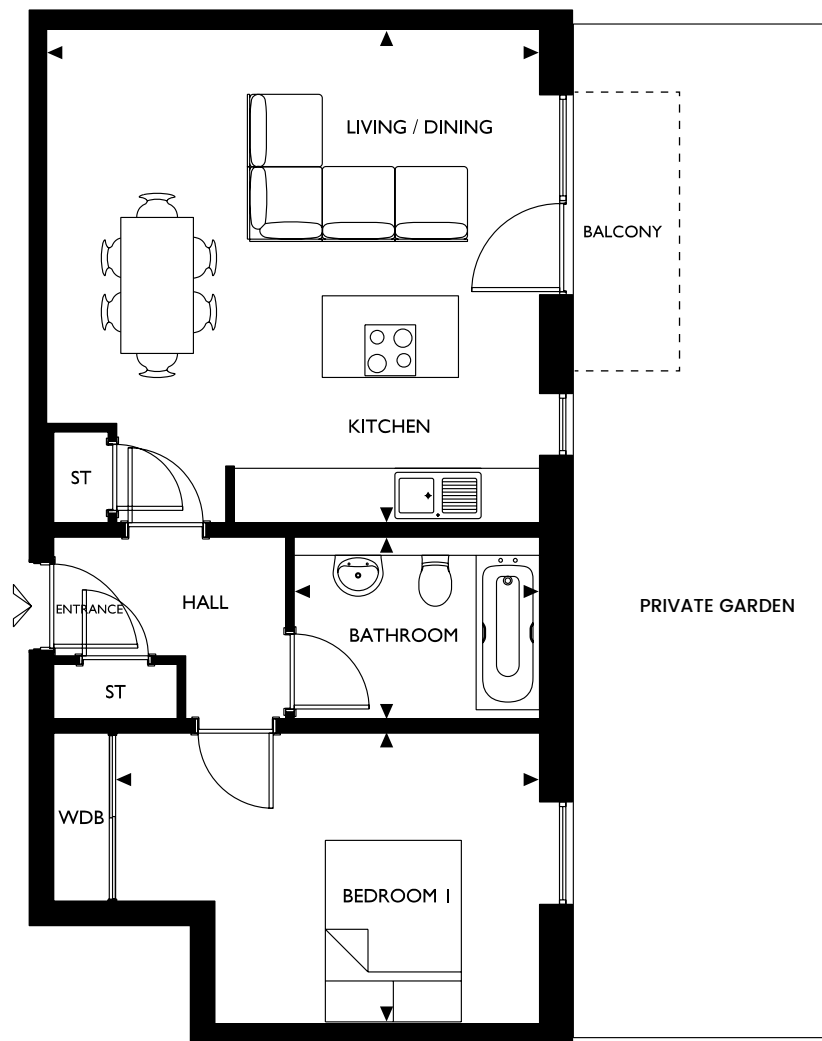 LIVING / DINING
BALCONY
KITCHEN
ST
ENTRANCE
HALL
BATHROOM
PRIVATE GARDEN
ST
WDB
BEDROOM 1